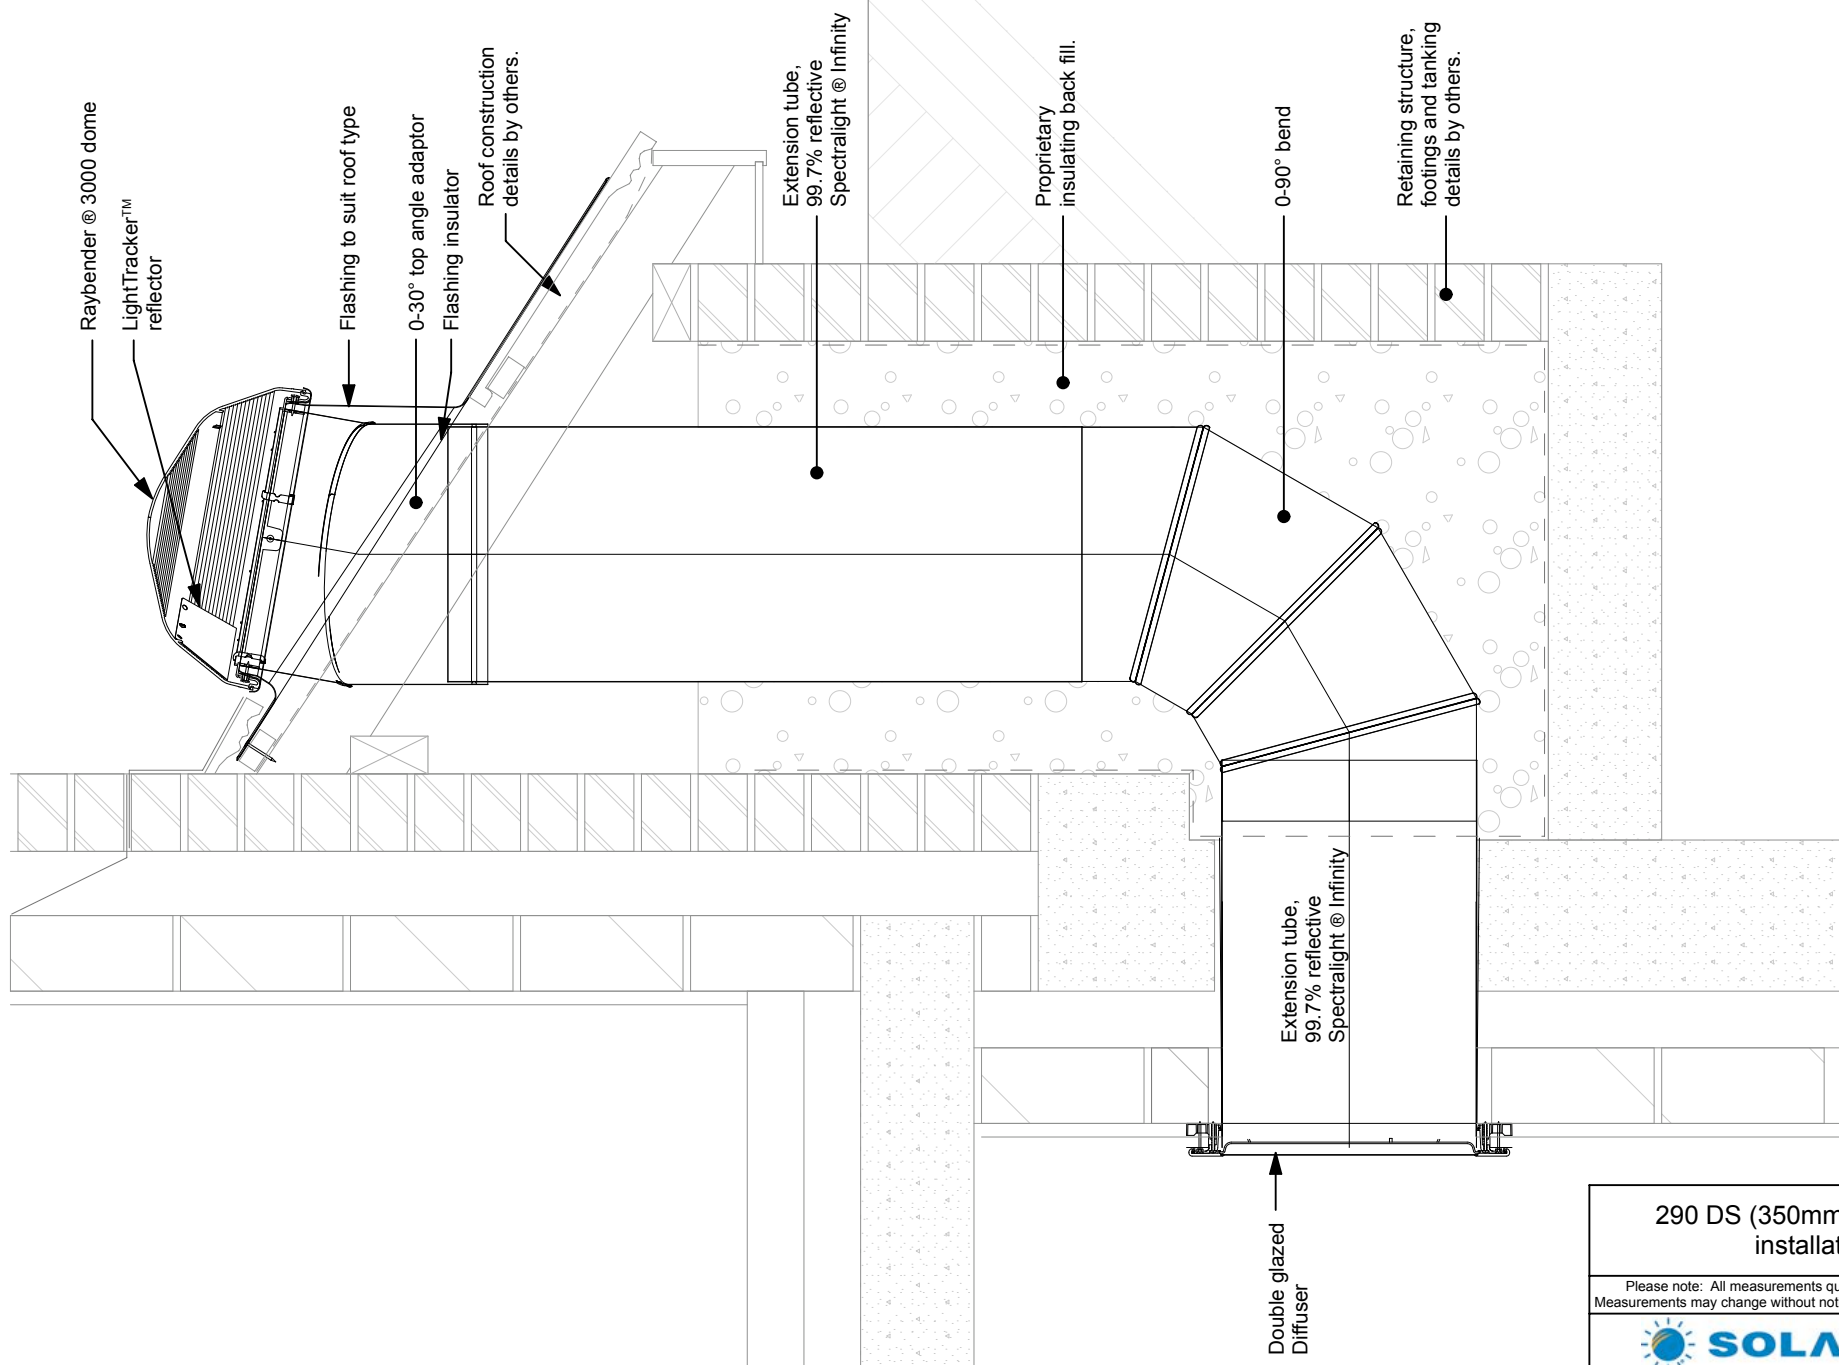 Raybender ® 3000 dome
LightTracker™
reflector
Flashing to suit roof type
0-30° top angle adaptor
Flashing insulator
Roof construction
details by others.
Extension tube,
99.7% reflective
Spectralight ® Infinity
Proprietary
insulating back fill.
0-90° bend
Retaining structure,
footings and tanking
details by others.
Extension tube,
99.7% reflective
Spectralight ® Infinity
Double glazed
Diffuser
290 DS (350mm
installat
Please note: All measurements qu
Measurements may change without not
SOLA